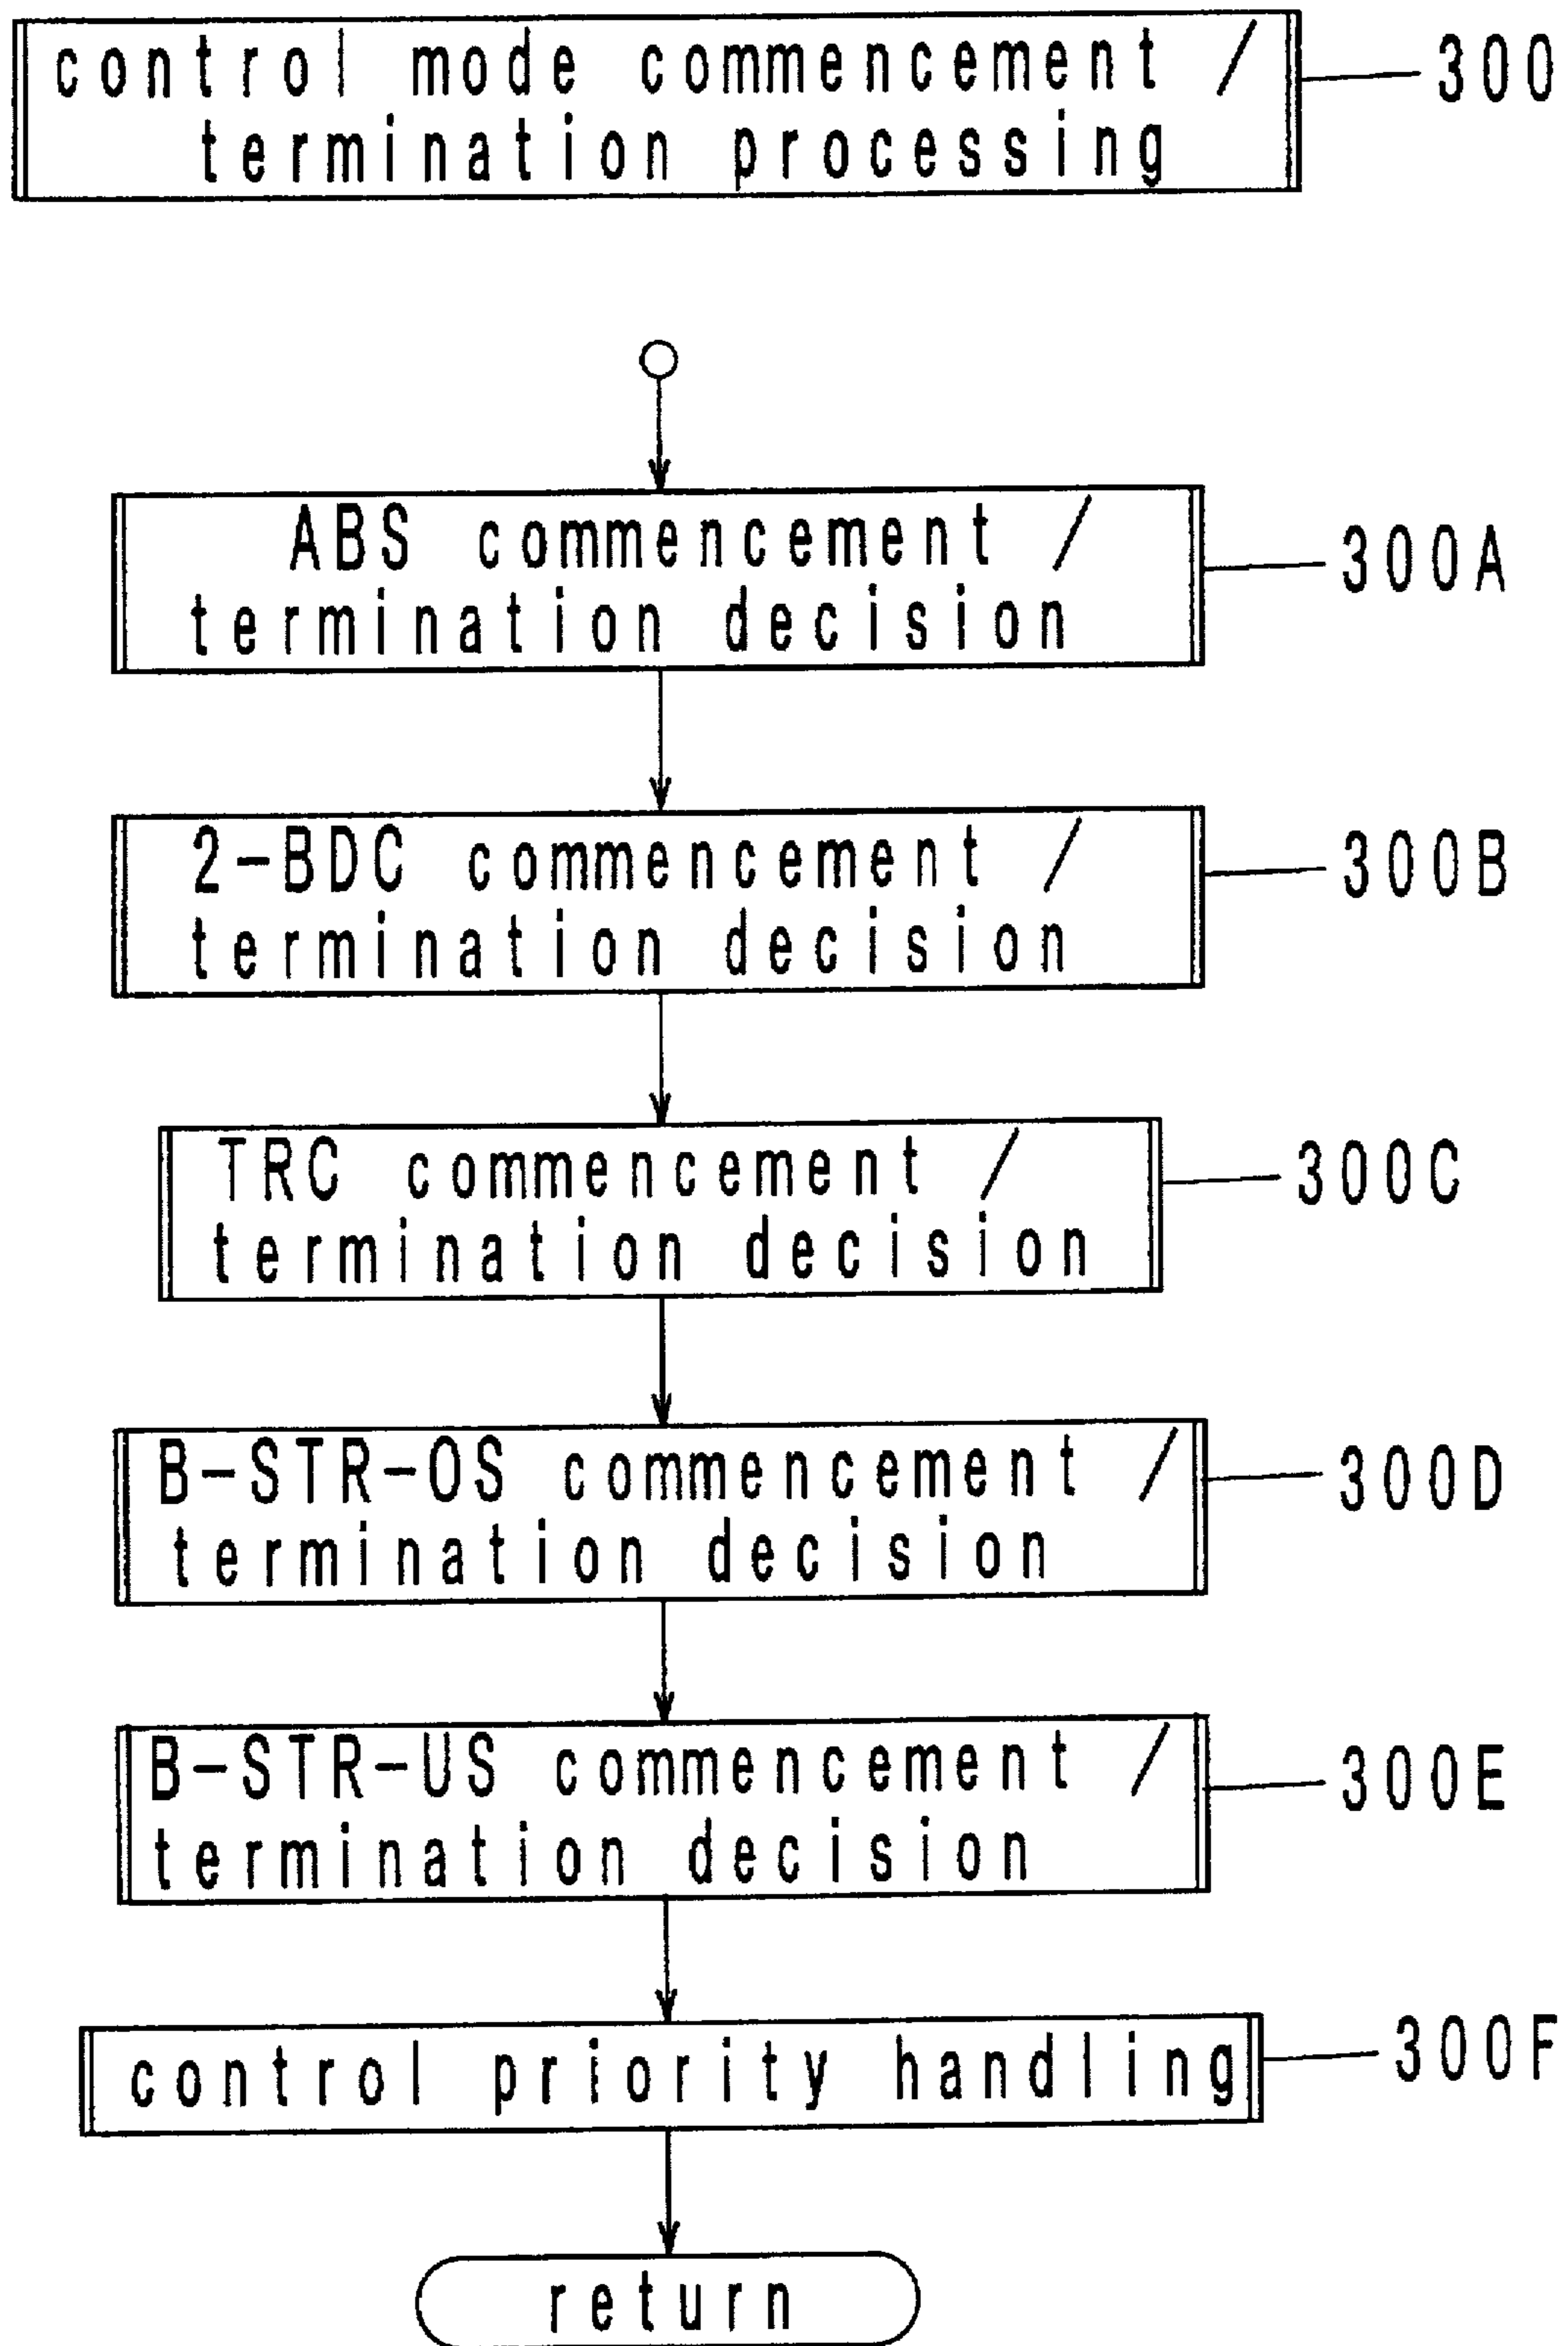 control mode commencement / 300
termination processing
ABS commencement / 300A
termination decision
2-BDC commencement / 300B
termination decision
TRC commencement / 300C
termination decision
B-STR-OS commencement / 300D
termination decision
B-STR-US commencement / 300E
termination decision
control priority handling 300F
return